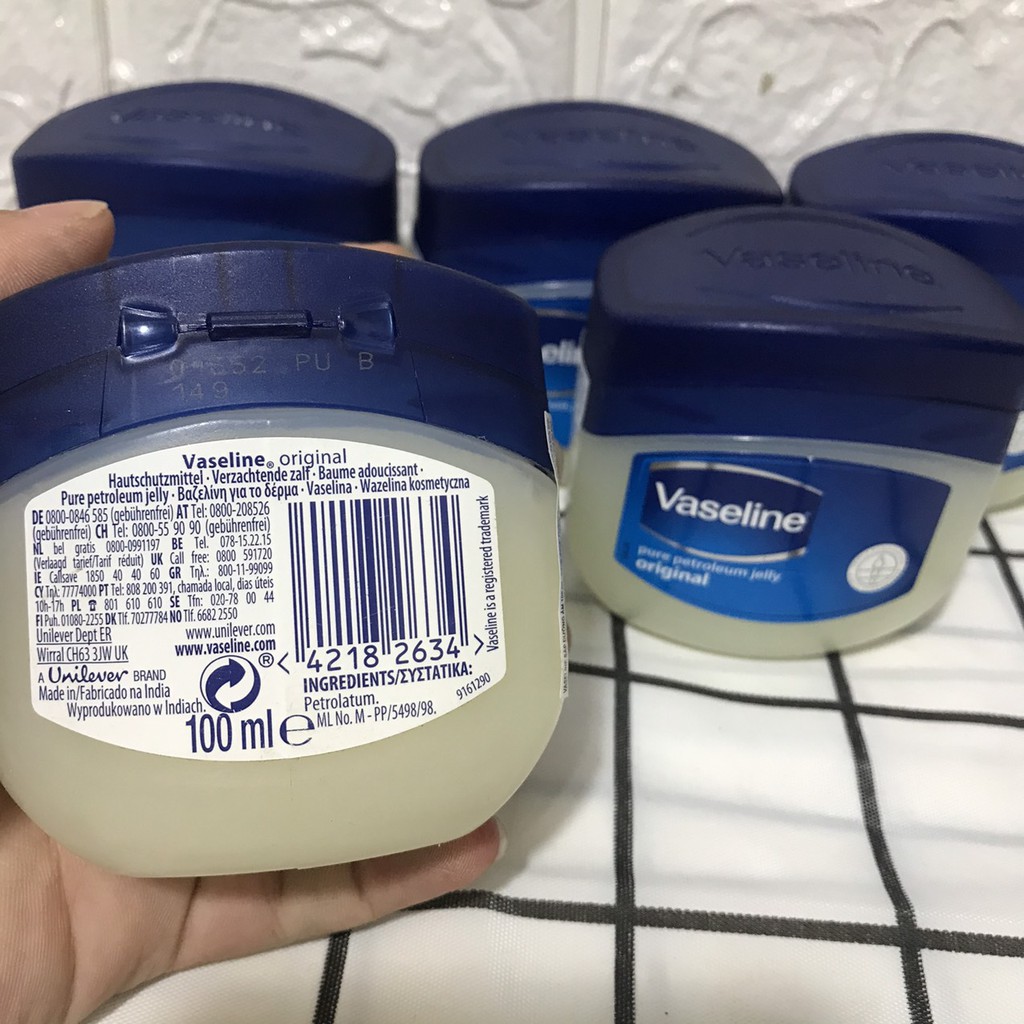 Vaseline
Vaseline
PU B
149
Vaseline® original
Hautschutzmittel · Verzachtende zalf · Baume adoucissant ·
Pure petroleum jelly · Βαζελίνη για το δέρμα · Vaselina · Wazelina kosmetyczna
DE 0800-0846 585 (gebührenfrei) AT Tel: 0800-208526
(gebührenfrei) CH Tel: 0800-55 90 90 (gebührenfrei)
NL bel gratis 0800-0991197 BE Tel. 078-15.22.15
(Verlaagd tarief/Tarif réduit) UK Call free: 0800 591720
IE Callsave 1850 40 40 60 GR Τηλ.: 800-11-99099
CY Τηλ: 77774000 PT Tel: 808 200 391, chamada local, dias úteis
10h-17h PL ☎ 801 610 610 SE Tfn: 020-78 00 44
FI Puh. 01080-2255 DK Tlf. 70277784 NO Tlf. 6682 2550
Unilever Dept ER
Wirral CH63 3JW UK
www.unilever.com
www.vaseline.com
A Unilever BRAND
Made in/Fabricado na India
Wyprodukowano w Indiach.
®
100 ml ℮
< 4218 2634 >
INGREDIENTS/ΣΥΣΤΑΤΙΚΑ:
Petrolatum.
ML No. M - PP/5498/98.
9161290
Vaseline is a registered trademark
Vaseline
pure petroleum jelly
original